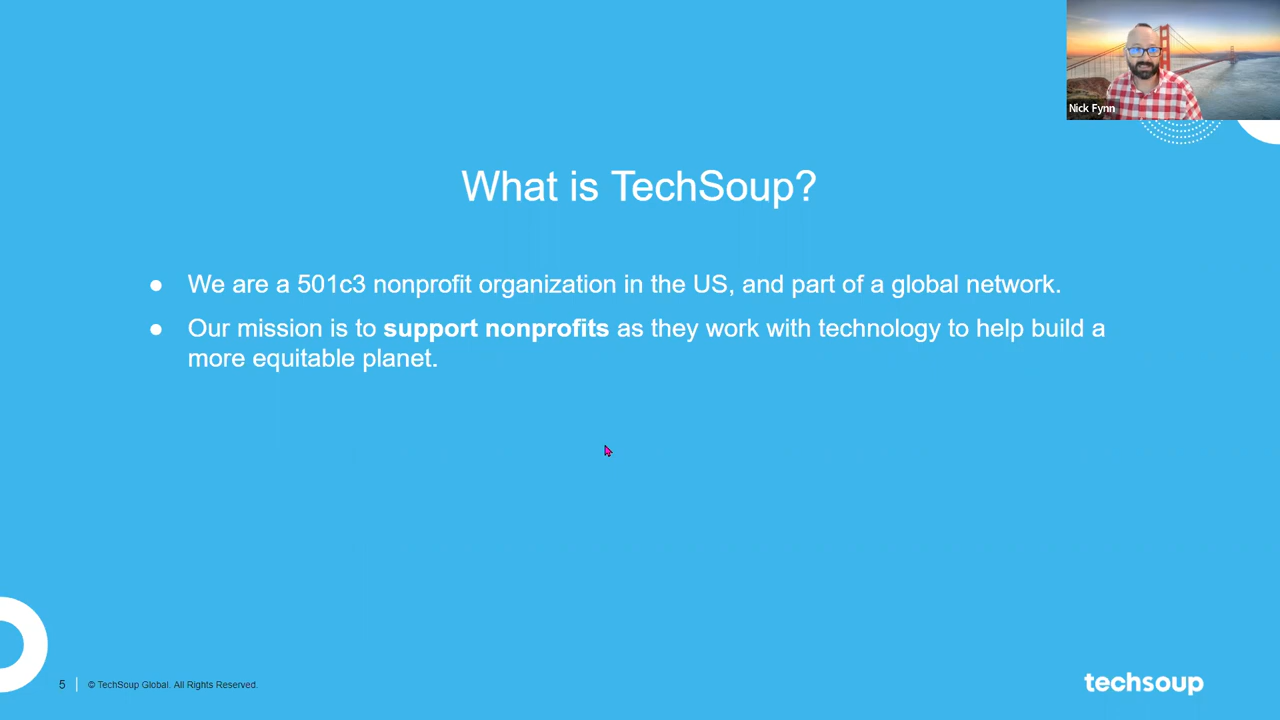 Nick Fynn
What is TechSoup?
● We are a 501c3 nonprofit organization in the US, and part of a global network.
● Our mission is to support nonprofits as they work with technology to help build a
more equitable planet.
5 | © TechSoup Global. All Rights Reserved.
techsoup